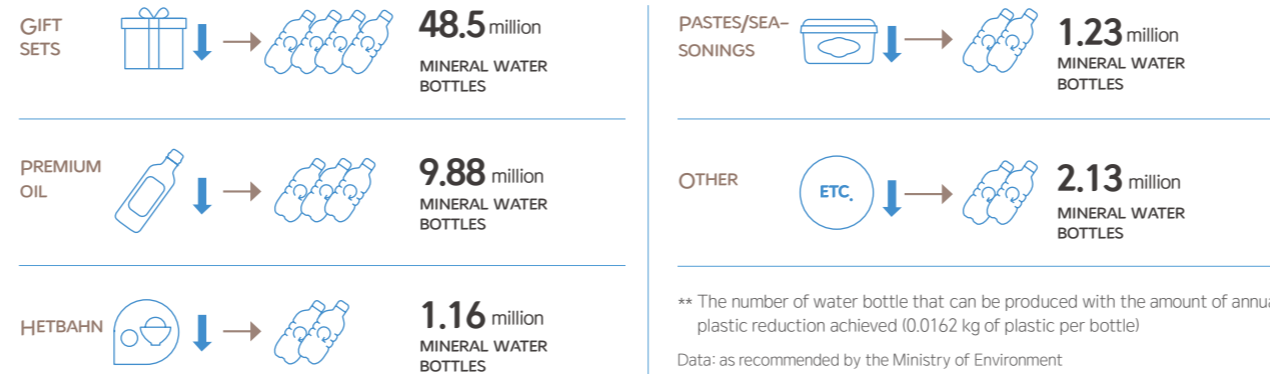 GIFT
SETS
48.5 million
MINERAL WATER
BOTTLES
PREMIUM
OIL
9.88 million
MINERAL WATER
BOTTLES
HETBAHN
1.16 million
MINERAL WATER
BOTTLES
PASTES/SEA-
SONINGS
1.23 million
MINERAL WATER
BOTTLES
OTHER
ETC.
2.13 million
MINERAL WATER
BOTTLES
** The number of water bottle that can be produced with the amount of
plastic reduction achieved (0.0162 kg of plastic per bottle)
Data: as recommended by the Ministry of Environment